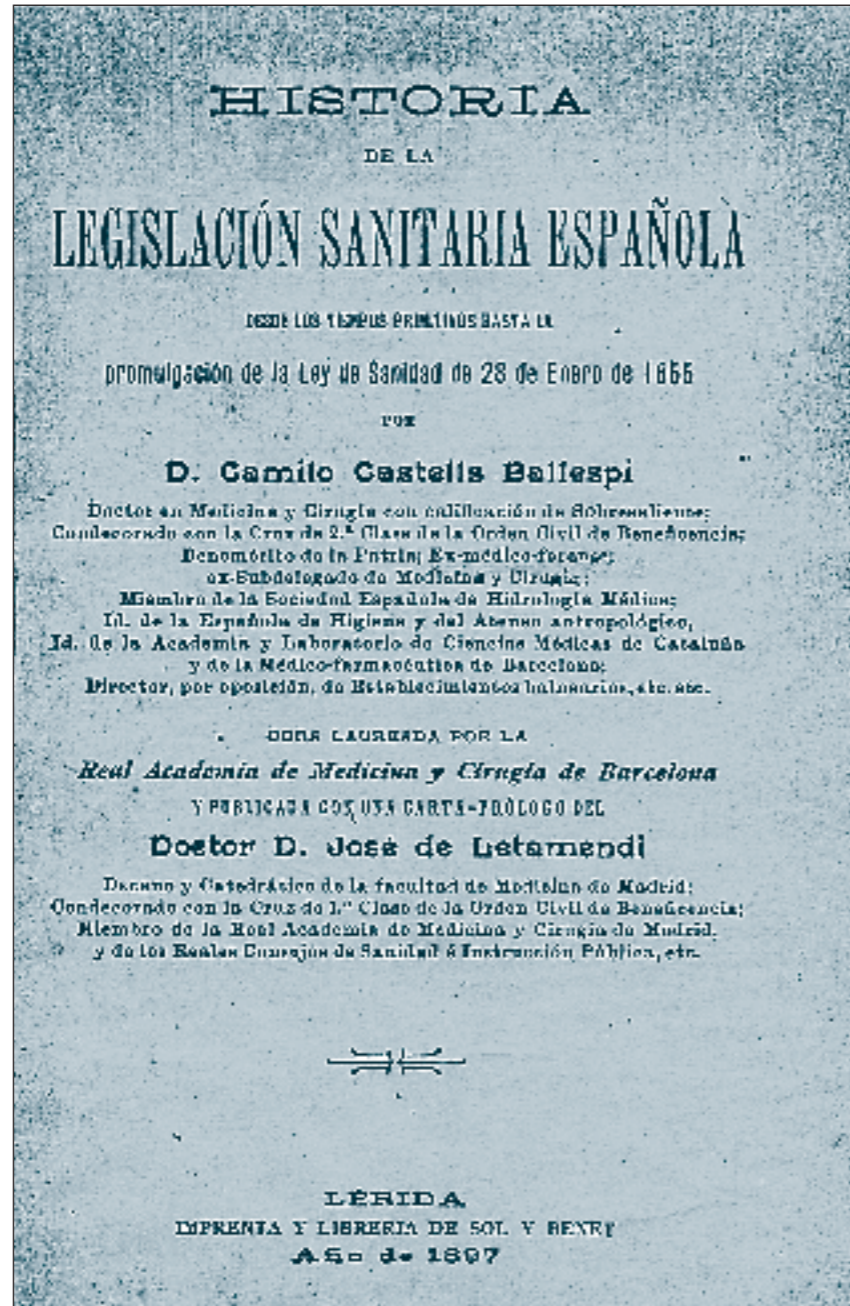 HISTORIA
DE LA
LEGISLACIÓN SANITARIA ESPAÑOLA
DESDE LOS TIEMPOS PRIMITIVOS HASTA LA
promulgación de la Ley de Sanidad de 28 de Enero de 1855
POR
D. Camilo Castells Ballespi
Doctor en Medicina y Cirugía con calificación de Sobresaliente;
Condecorado con la Cruz de 2.ª Clase de la Orden Civil de Beneficencia;
Benemérito de la Patria; Ex-médico-forense;
ex-Subdelegado de Medicina y Cirugía;
Miembro de la Sociedad Española de Hidrología Médica;
Id. de la Española de Higiene y del Ateneo antropológico,
Id. de la Academia y Laboratorio de Ciencias Médicas de Cataluña
y de la Médico-farmacéutica de Barcelona;
Director, por oposición, de Establecimientos balnearios, etc. etc.
OBRA LAUREADA POR LA
Real Academia de Medicina y Cirugía de Barcelona
Y PUBLICADA CON UNA CARTA-PRÓLOGO DEL
Doctor D. José de Letamendi
Decano y Catedrático de la facultad de Medicina de Madrid;
Condecorado con la Cruz de 1.ª Clase de la Orden Civil de Beneficencia;
Miembro de la Real Academia de Medicina y Cirugía de Madrid,
y de los Reales Consejos de Sanidad é Instrucción Pública, etc.
LÉRIDA
IMPRENTA Y LIBRERIA DE SOL Y BENET
Año de 1897